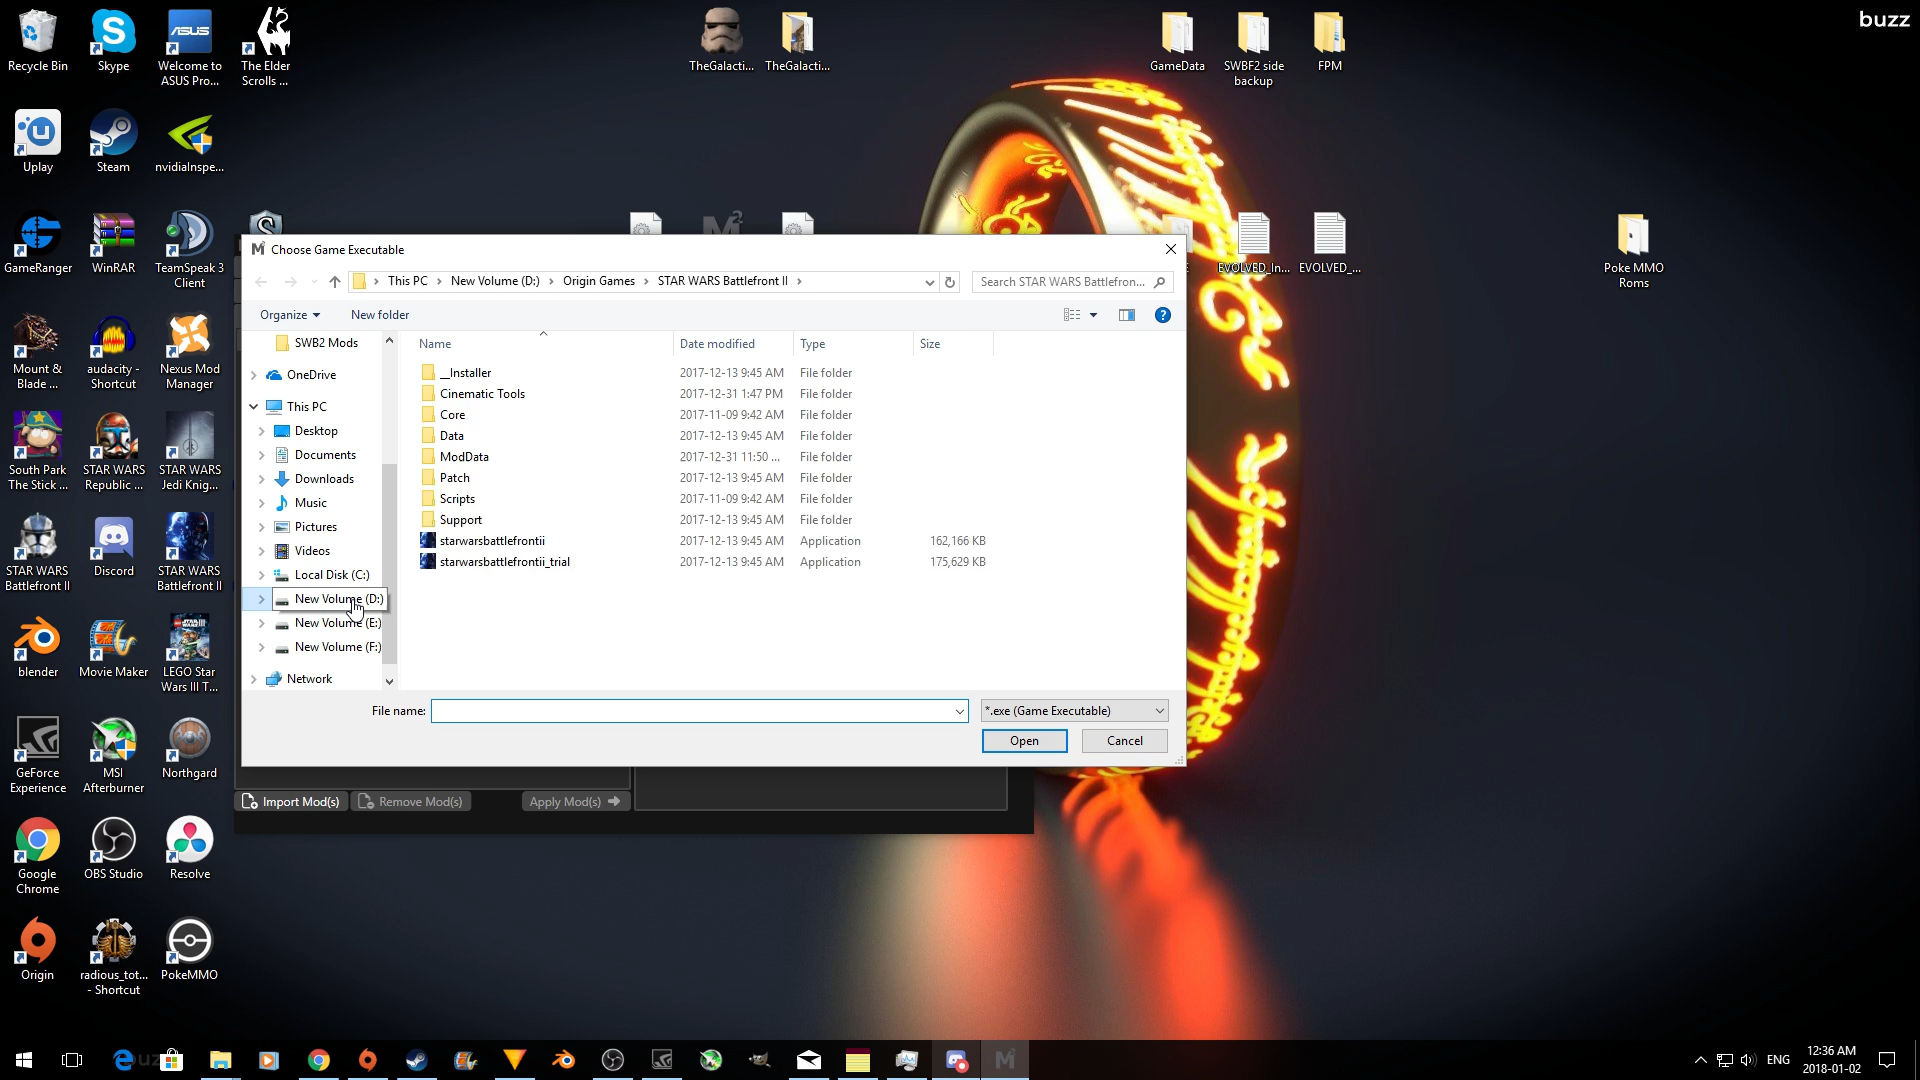 buzz
Recycle Bin
Skype
Welcome to
ASUS Pro...
The Elder
Scrolls ...
TheGalacti...
TheGalacti...
GameData
SWBF2 side
backup
FPM
Uplay
Steam
nvidiaInspe...
GameRanger
WinRAR
TeamSpeak 3
Client
EVOLVED_In...
EVOLVED_...
Poke MMO
Roms
Mount &
Blade ...
audacity -
Shortcut
Nexus Mod
Manager
South Park
The Stick ...
STAR WARS
Republic ...
STAR WARS
Jedi Knig...
STAR WARS
Battlefront II
Discord
STAR WARS
Battlefront II
blender
Movie Maker
LEGO Star
Wars III T...
GeForce
Experience
MSI
Afterburner
Northgard
Google
Chrome
OBS Studio
Resolve
Origin
radious_tot...
- Shortcut
PokeMMO
Choose Game Executable
This PC > New Volume (D:) > Origin Games > STAR WARS Battlefront II >
Search STAR WARS Battlefron...
Organize
New folder
SWB2 Mods
OneDrive
This PC
Desktop
Documents
Downloads
Music
Pictures
Videos
Local Disk (C:)
New Volume (D:)
New Volume (E:)
New Volume (F:)
Network
Name Date modified Type Size
__Installer 2017-12-13 9:45 AM File folder
Cinematic Tools 2017-12-31 1:47 PM File folder
Core 2017-11-09 9:42 AM File folder
Data 2017-12-13 9:45 AM File folder
ModData 2017-12-31 11:50 ... File folder
Patch 2017-12-13 9:45 AM File folder
Scripts 2017-11-09 9:42 AM File folder
Support 2017-12-13 9:45 AM File folder
starwarsbattlefrontii 2017-12-13 9:45 AM Application 162,166 KB
starwarsbattlefrontii_trial 2017-12-13 9:45 AM Application 175,629 KB
File name:
*.exe (Game Executable)
Open
Cancel
Import Mod(s)
Remove Mod(s)
Apply Mod(s)
ENG
12:36 AM
2018-01-02